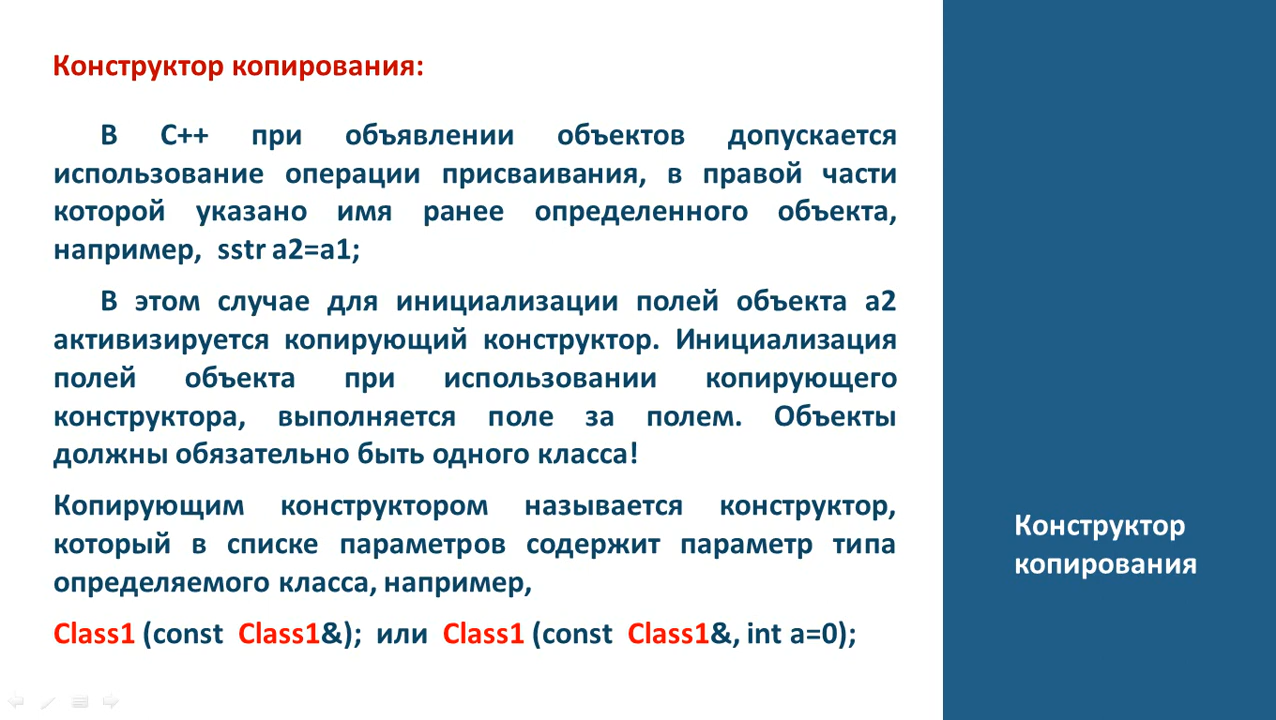 Конструктор копирования:
В C++ при объявлении объектов допускается
использование операции присваивания, в правой части
которой указано имя ранее определенного объекта,
например, sstr a2=a1;
В этом случае для инициализации полей объекта a2
активизируется копирующий конструктор. Инициализация
полей объекта при использовании копирующего
конструктора, выполняется поле за полем. Объекты
должны обязательно быть одного класса!
Копирующим конструктором называется конструктор,
который в списке параметров содержит параметр типа
определяемого класса, например,
Class1 (const Class1&); или Class1 (const Class1&, int a=0);
Конструктор
копирования